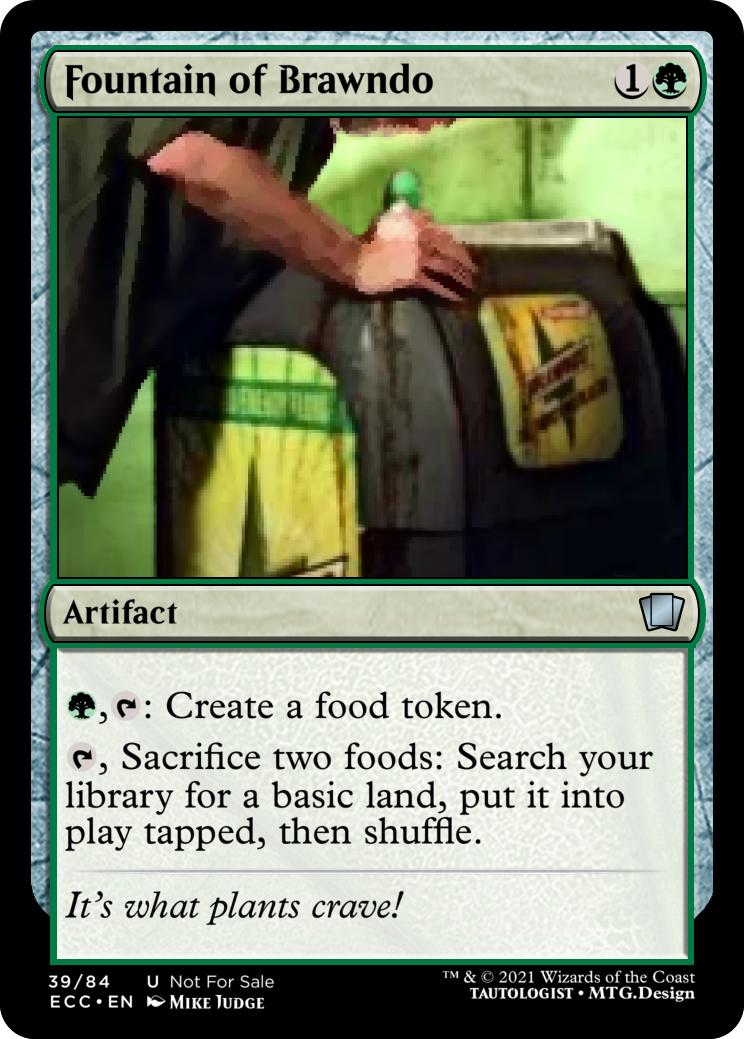 Fountain of Brawndo 1
Artifact
, : Create a food token.
, Sacrifice two foods: Search your
library for a basic land, put it into
play tapped, then shuffle.
It's what plants crave!
39/84 U Not For Sale
™ & © 2021 Wizards of the Coast
ECC • EN Mike Judge
TAUTOLOGIST • MTG.Design